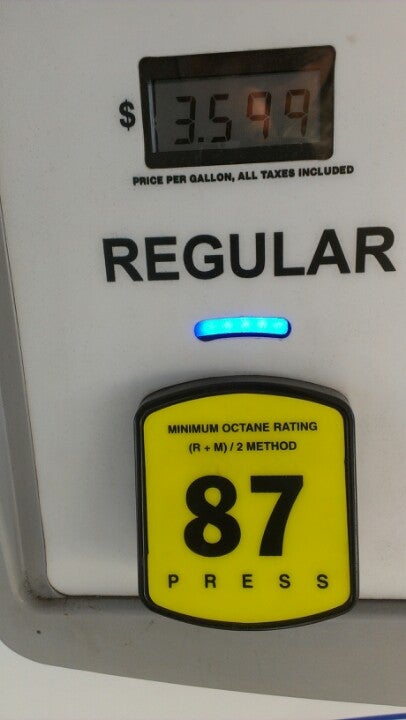 $ 3.599
PRICE PER GALLON, ALL TAXES INCLUDED
REGULAR
MINIMUM OCTANE RATING
(R + M) / 2 METHOD
87
PRESS